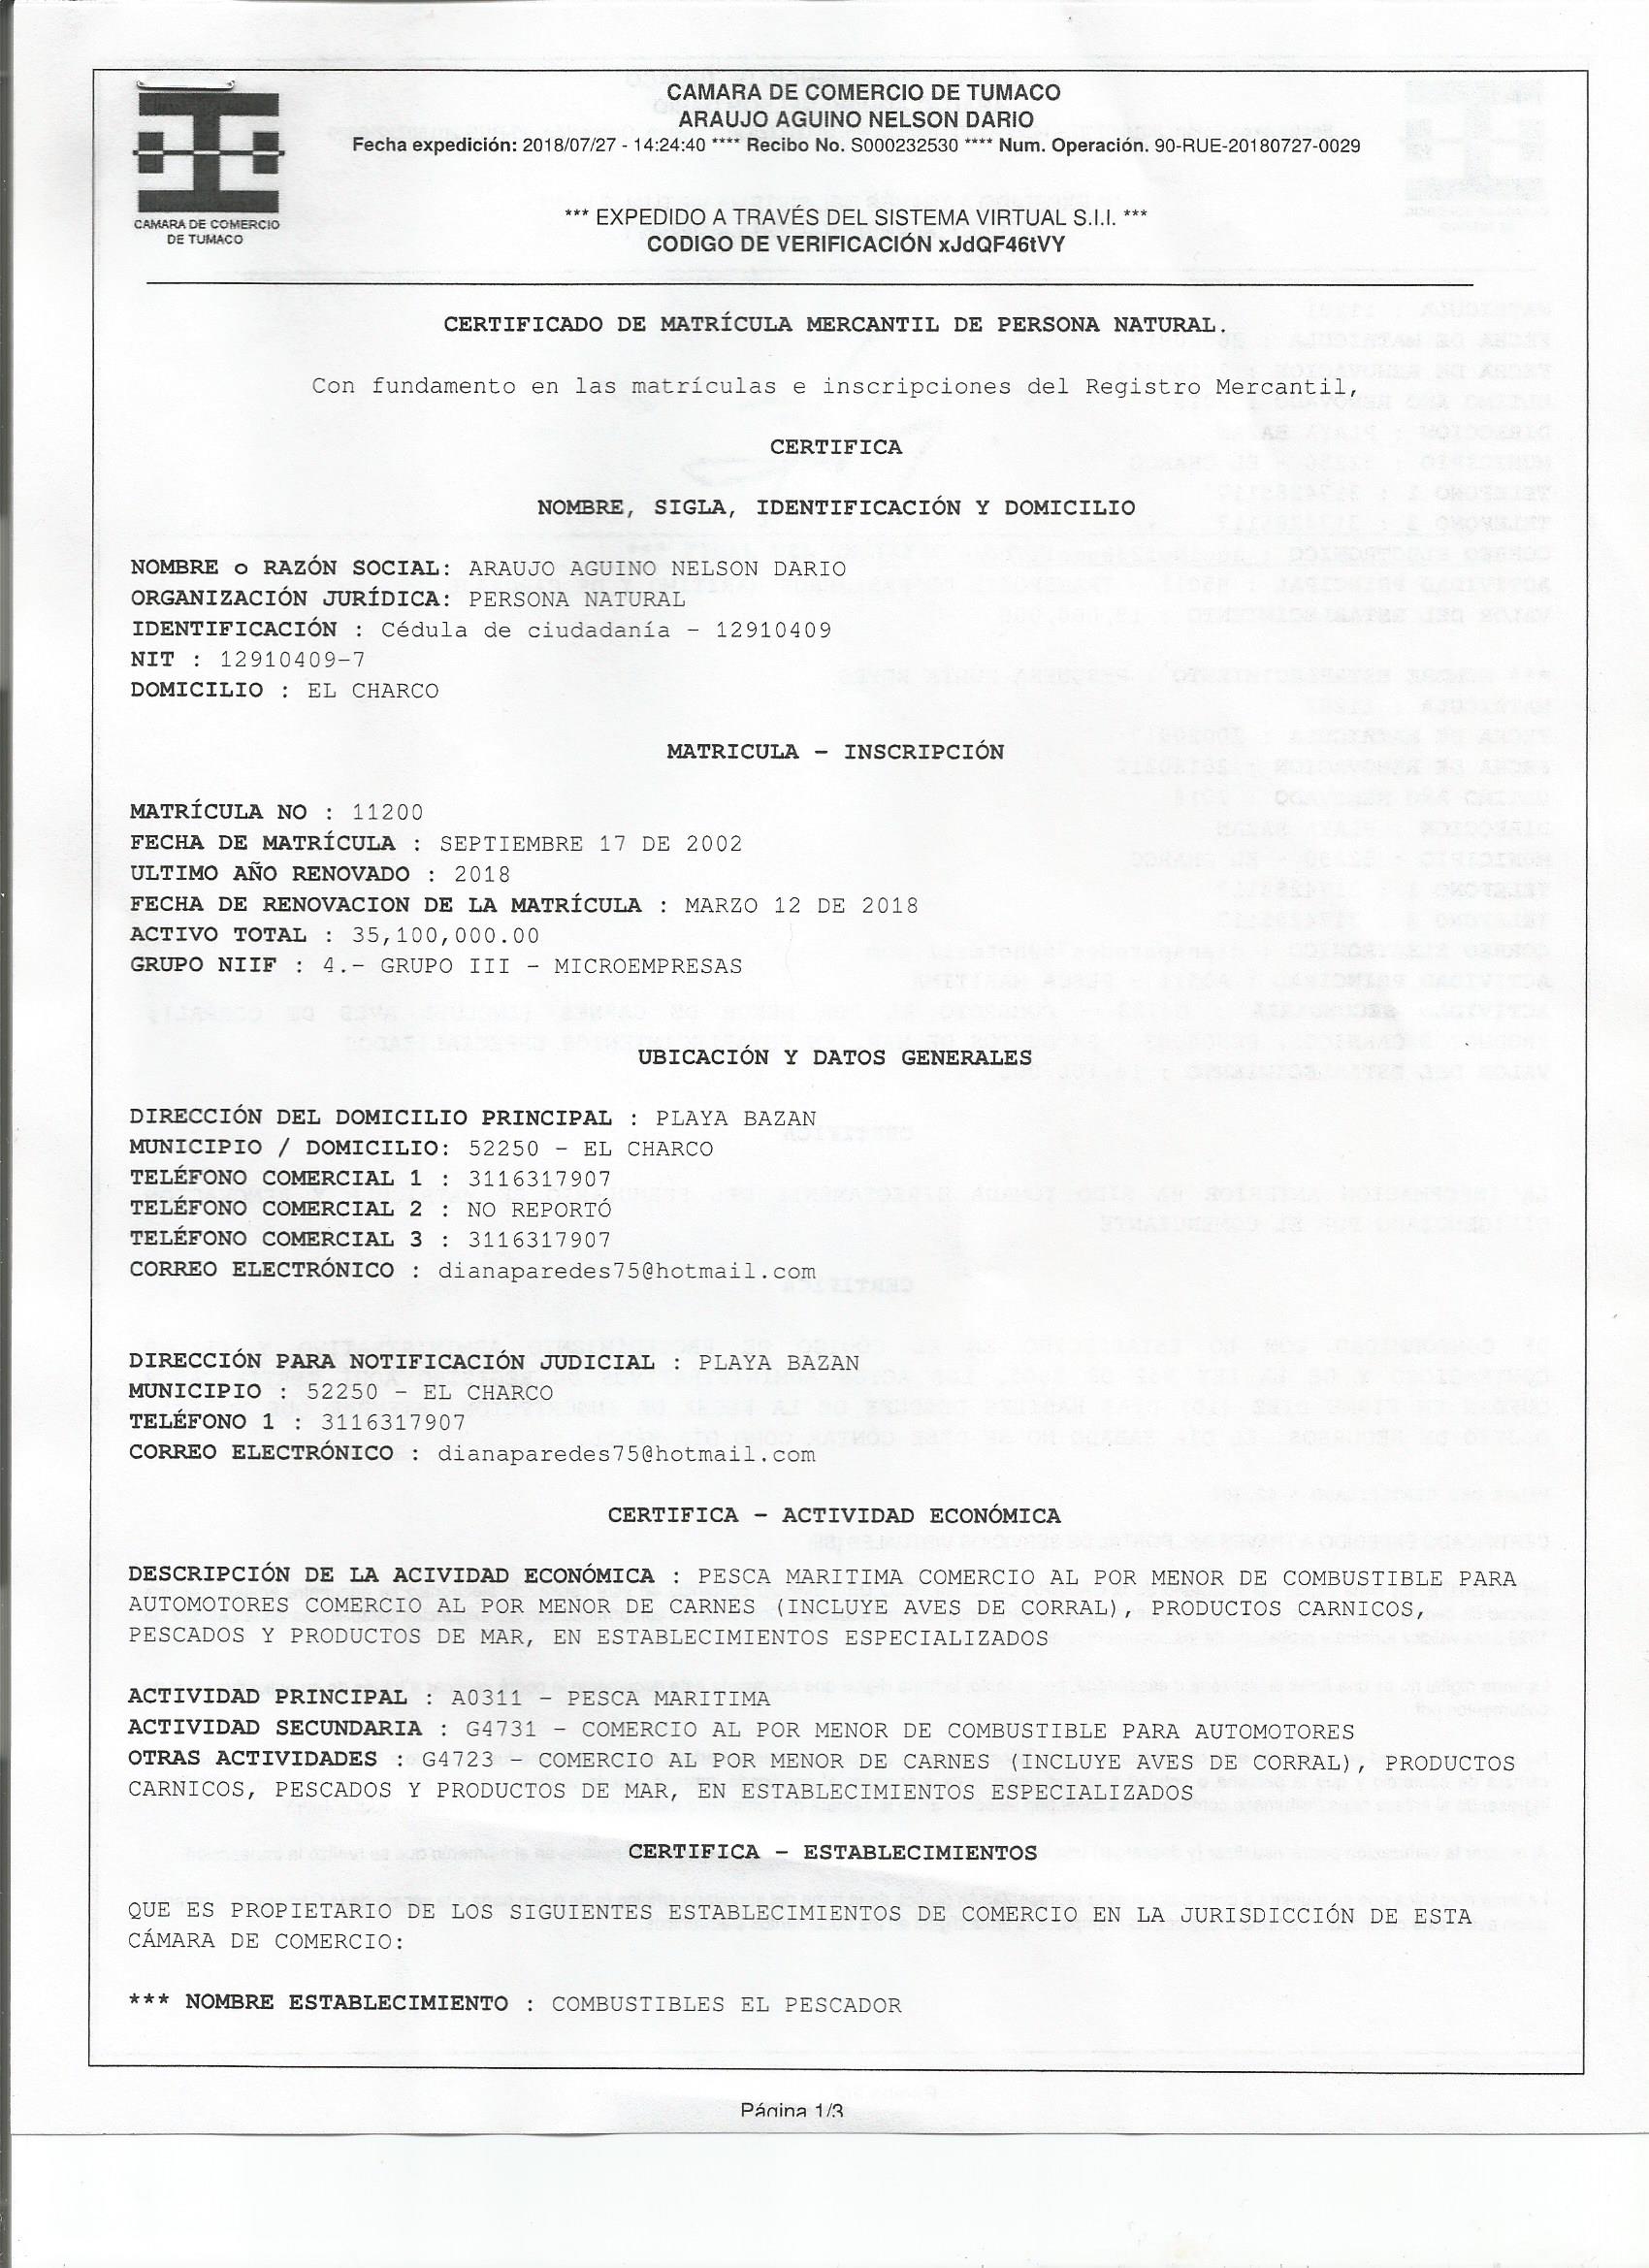 CAMARA DE COMERCIO
DE TUMACO
CAMARA DE COMERCIO DE TUMACO
ARAUJO AGUINO NELSON DARIO
Fecha expedición: 2018/07/27 - 14:24:40 **** Recibo No. S000232530 **** Num. Operación. 90-RUE-20180727-0029
*** EXPEDIDO A TRAVÉS DEL SISTEMA VIRTUAL S.I.I. ***
CODIGO DE VERIFICACIÓN xJdQF46tVY
CERTIFICADO DE MATRÍCULA MERCANTIL DE PERSONA NATURAL.
Con fundamento en las matrículas e inscripciones del Registro Mercantil,
CERTIFICA
NOMBRE, SIGLA, IDENTIFICACIÓN Y DOMICILIO
NOMBRE o RAZÓN SOCIAL: ARAUJO AGUINO NELSON DARIO
ORGANIZACIÓN JURÍDICA: PERSONA NATURAL
IDENTIFICACIÓN : Cédula de ciudadanía - 12910409
NIT : 12910409-7
DOMICILIO : EL CHARCO
MATRICULA - INSCRIPCIÓN
MATRÍCULA NO : 11200
FECHA DE MATRÍCULA : SEPTIEMBRE 17 DE 2002
ULTIMO AÑO RENOVADO : 2018
FECHA DE RENOVACION DE LA MATRÍCULA : MARZO 12 DE 2018
ACTIVO TOTAL : 35,100,000.00
GRUPO NIIF : 4.- GRUPO III - MICROEMPRESAS
UBICACIÓN Y DATOS GENERALES
DIRECCIÓN DEL DOMICILIO PRINCIPAL : PLAYA BAZAN
MUNICIPIO / DOMICILIO: 52250 - EL CHARCO
TELÉFONO COMERCIAL 1 : 3116317907
TELÉFONO COMERCIAL 2 : NO REPORTÓ
TELÉFONO COMERCIAL 3 : 3116317907
CORREO ELECTRÓNICO : dianaparedes75@hotmail.com
DIRECCIÓN PARA NOTIFICACIÓN JUDICIAL : PLAYA BAZAN
MUNICIPIO : 52250 - EL CHARCO
TELÉFONO 1 : 3116317907
CORREO ELECTRÓNICO : dianaparedes75@hotmail.com
CERTIFICA - ACTIVIDAD ECONÓMICA
DESCRIPCIÓN DE LA ACIVIDAD ECONÓMICA : PESCA MARITIMA COMERCIO AL POR MENOR DE COMBUSTIBLE PARA
AUTOMOTORES COMERCIO AL POR MENOR DE CARNES (INCLUYE AVES DE CORRAL), PRODUCTOS CARNICOS,
PESCADOS Y PRODUCTOS DE MAR, EN ESTABLECIMIENTOS ESPECIALIZADOS
ACTIVIDAD PRINCIPAL : A0311 - PESCA MARITIMA
ACTIVIDAD SECUNDARIA : G4731 - COMERCIO AL POR MENOR DE COMBUSTIBLE PARA AUTOMOTORES
OTRAS ACTIVIDADES : G4723 - COMERCIO AL POR MENOR DE CARNES (INCLUYE AVES DE CORRAL), PRODUCTOS
CARNICOS, PESCADOS Y PRODUCTOS DE MAR, EN ESTABLECIMIENTOS ESPECIALIZADOS
CERTIFICA - ESTABLECIMIENTOS
QUE ES PROPIETARIO DE LOS SIGUIENTES ESTABLECIMIENTOS DE COMERCIO EN LA JURISDICCIÓN DE ESTA
CÁMARA DE COMERCIO:
*** NOMBRE ESTABLECIMIENTO : COMBUSTIBLES EL PESCADOR
Página 1/3